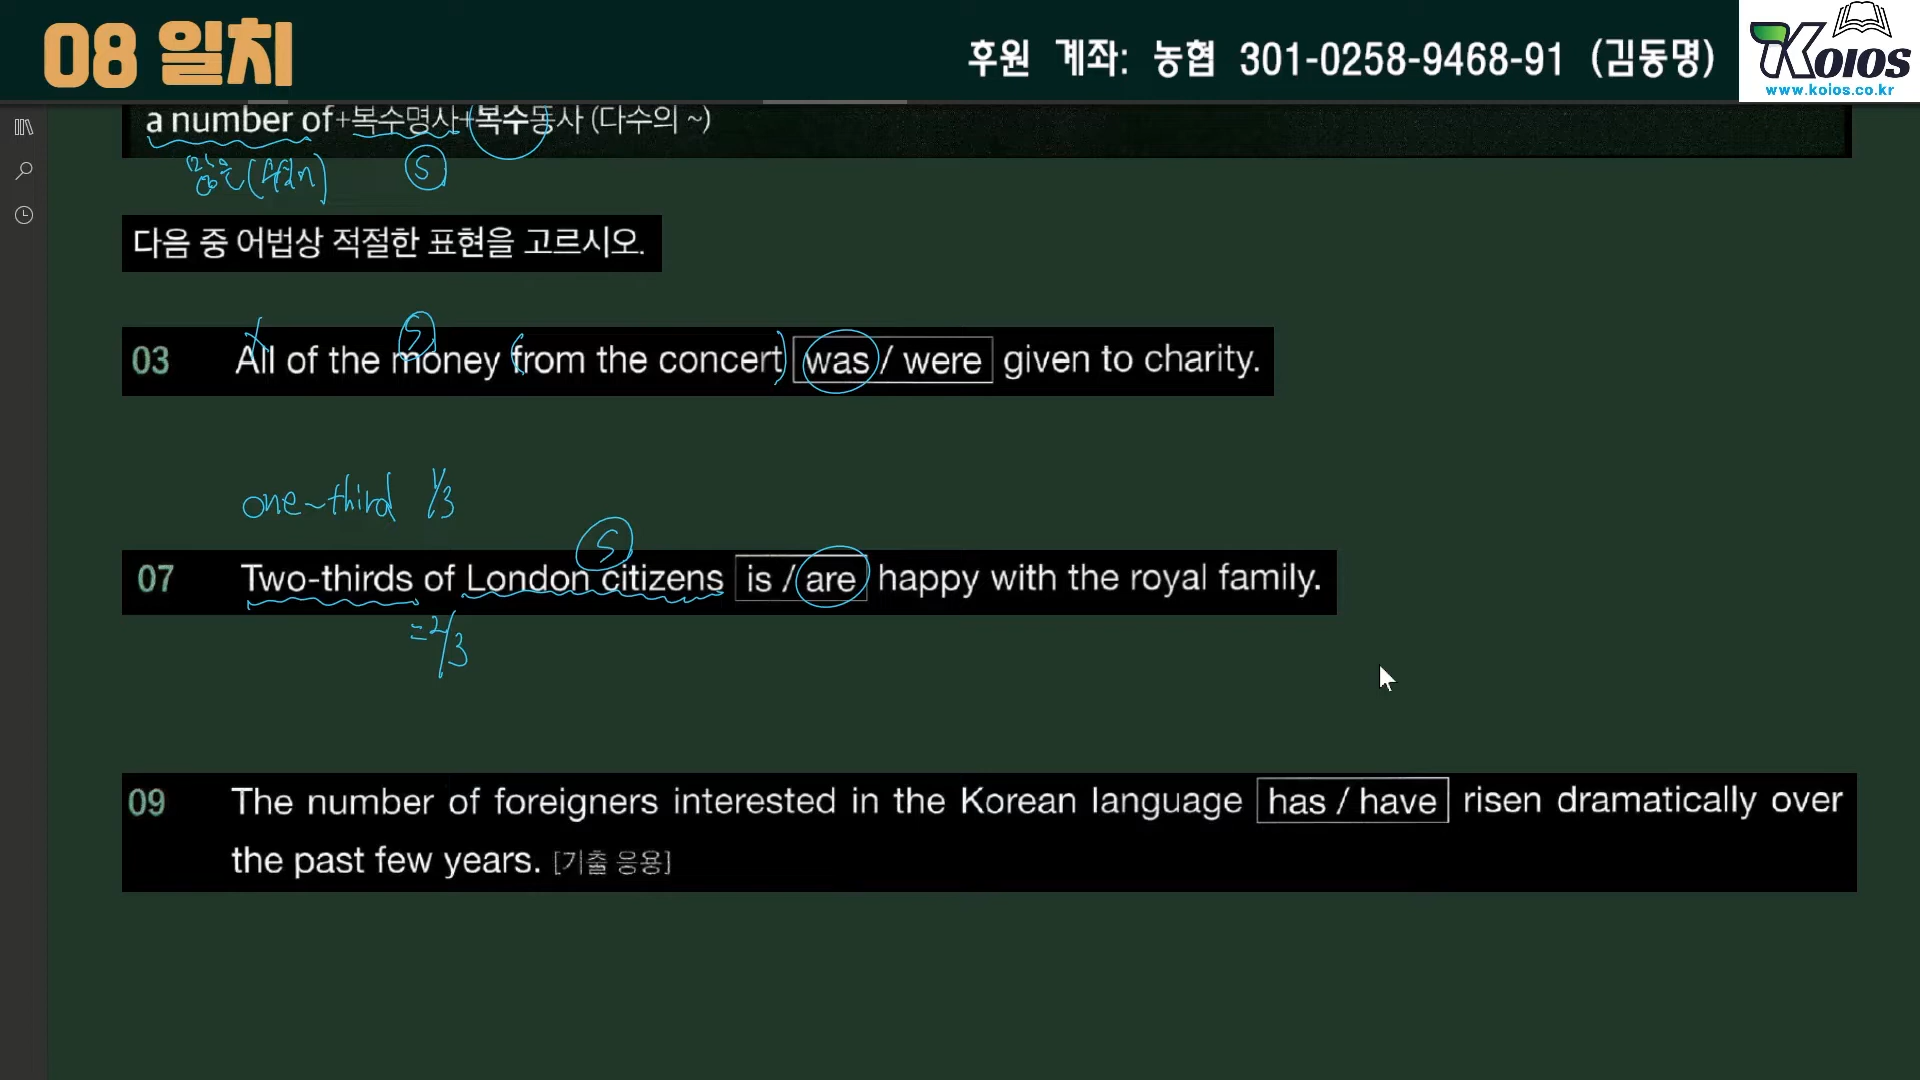 08 일치
후원 계좌: 농협 301-0258-9468-91 (김동명)
KOIOS
www.koios.co.kr
a number of+복수명사+복수동사 (다수의 ~)
S
다음 중 어법상 적절한 표현을 고르시오.
S
03 All of the money from the concert was / were given to charity.
one-third 1/3
S
07 Two-thirds of London citizens is / are happy with the royal family.
=2/3
09 The number of foreigners interested in the Korean language has / have risen dramatically over
the past few years. [기출 응용]